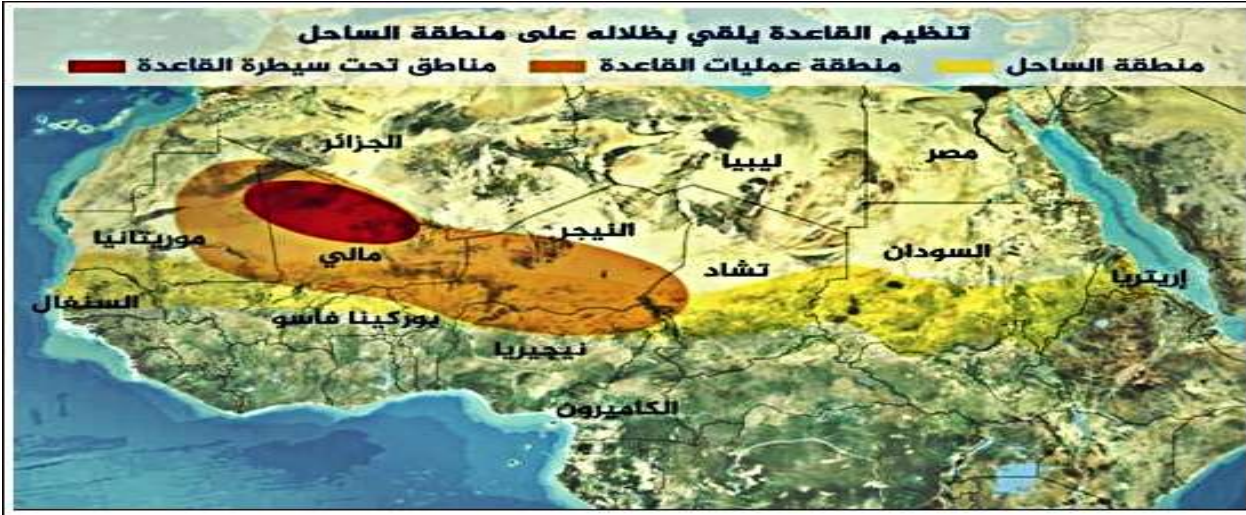 تنظيم القاعدة يلقي بظلاله على منطقة الساحل
منطقة الساحل منطقة عمليات القاعدة مناطق تحت سيطرة القاعدة
الجزائر
ليبيا
مصر
النيجر
موريتانيا
مالي
تشاد
السودان
إريتريا
السنغال
بوركينا فاسو
نيجيريا
الكاميرون